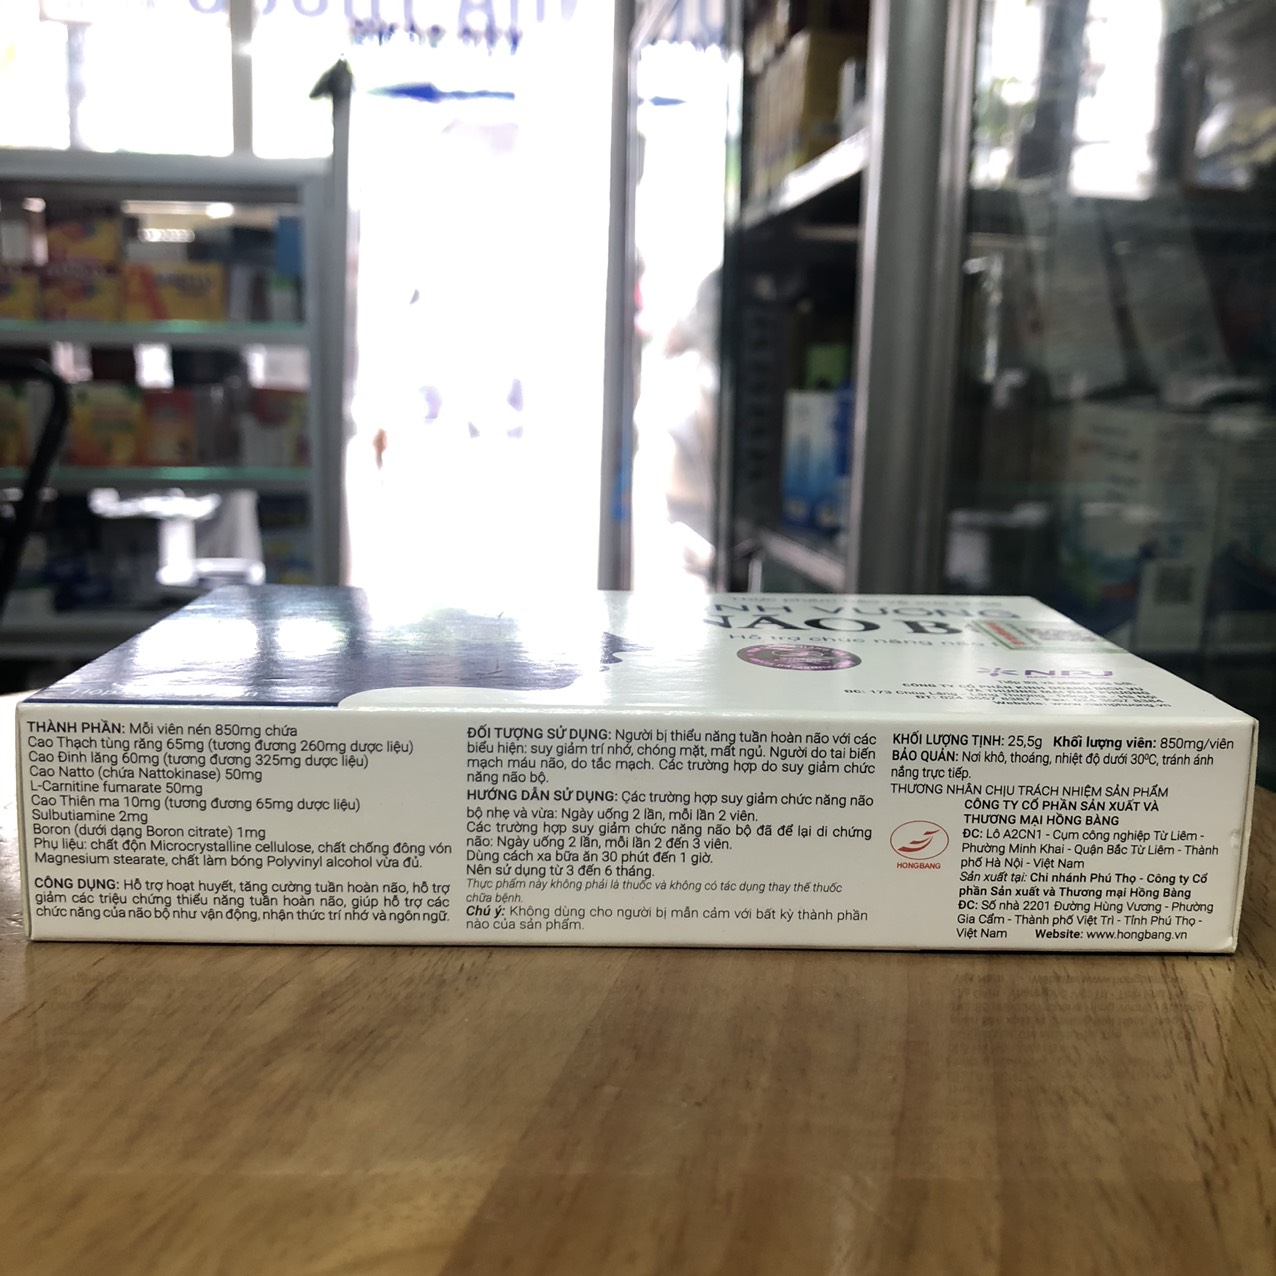 NÃO B
Hỗ trợ chức năng não
THÀNH PHẦN: Mỗi viên nén 850mg chứa
Cao Thạch tùng răng 65mg (tương đương 260mg dược liệu)
Cao Đinh lăng 60mg (tương đương 325mg dược liệu)
Cao Natto (chứa Nattokinase) 50mg
L-Carnitine fumarate 50mg
Cao Thiên ma 10mg (tương đương 65mg dược liệu)
Sulbutiamine 2mg
Boron (dưới dạng Boron citrate) 1mg
Phụ liệu: chất độn Microcrystalline cellulose, chất chống đông vón
Magnesium stearate, chất làm bóng Polyvinyl alcohol vừa đủ.
CÔNG DỤNG: Hỗ trợ hoạt huyết, tăng cường tuần hoàn não, hỗ trợ
giảm các triệu chứng thiểu năng tuần hoàn não, giúp hỗ trợ các
chức năng của não bộ như vận động, nhận thức trí nhớ và ngôn ngữ.
ĐỐI TƯỢNG SỬ DỤNG: Người bị thiểu năng tuần hoàn não với các
biểu hiện: suy giảm trí nhớ, chóng mặt, mất ngủ. Người do tai biến
mạch máu não, do tắc mạch. Các trường hợp do suy giảm chức
năng não bộ.
HƯỚNG DẪN SỬ DỤNG: Các trường hợp suy giảm chức năng não
bộ nhẹ và vừa: Ngày uống 2 lần, mỗi lần 2 viên.
Các trường hợp suy giảm chức năng não bộ đã để lại di chứng
não: Ngày uống 2 lần, mỗi lần 2 đến 3 viên.
Dùng cách xa bữa ăn 30 phút đến 1 giờ.
Nên sử dụng từ 3 đến 6 tháng.
Thực phẩm này không phải là thuốc và không có tác dụng thay thế thuốc
chữa bệnh.
Chú ý: Không dùng cho người bị mẫn cảm với bất kỳ thành phần
nào của sản phẩm.
KHỐI LƯỢNG TỊNH: 25,5g Khối lượng viên: 850mg/viên
BẢO QUẢN: Nơi khô, thoáng, nhiệt độ dưới 30⁰C, tránh ánh
nắng trực tiếp.
THƯƠNG NHÂN CHỊU TRÁCH NHIỆM SẢN PHẨM
CÔNG TY CỔ PHẦN SẢN XUẤT VÀ
THƯƠNG MẠI HỒNG BÀNG
ĐC: Lô A2CN1 - Cụm công nghiệp Từ Liêm -
Phường Minh Khai - Quận Bắc Từ Liêm - Thành
phố Hà Nội - Việt Nam
Sản xuất tại: Chi nhánh Phú Thọ - Công ty Cổ
phần Sản xuất và Thương mại Hồng Bàng
ĐC: Số nhà 2201 Đường Hùng Vương - Phường
Gia Cẩm - Thành phố Việt Trì - Tỉnh Phú Thọ -
Việt Nam Website: www.hongbang.vn
HONGBANG